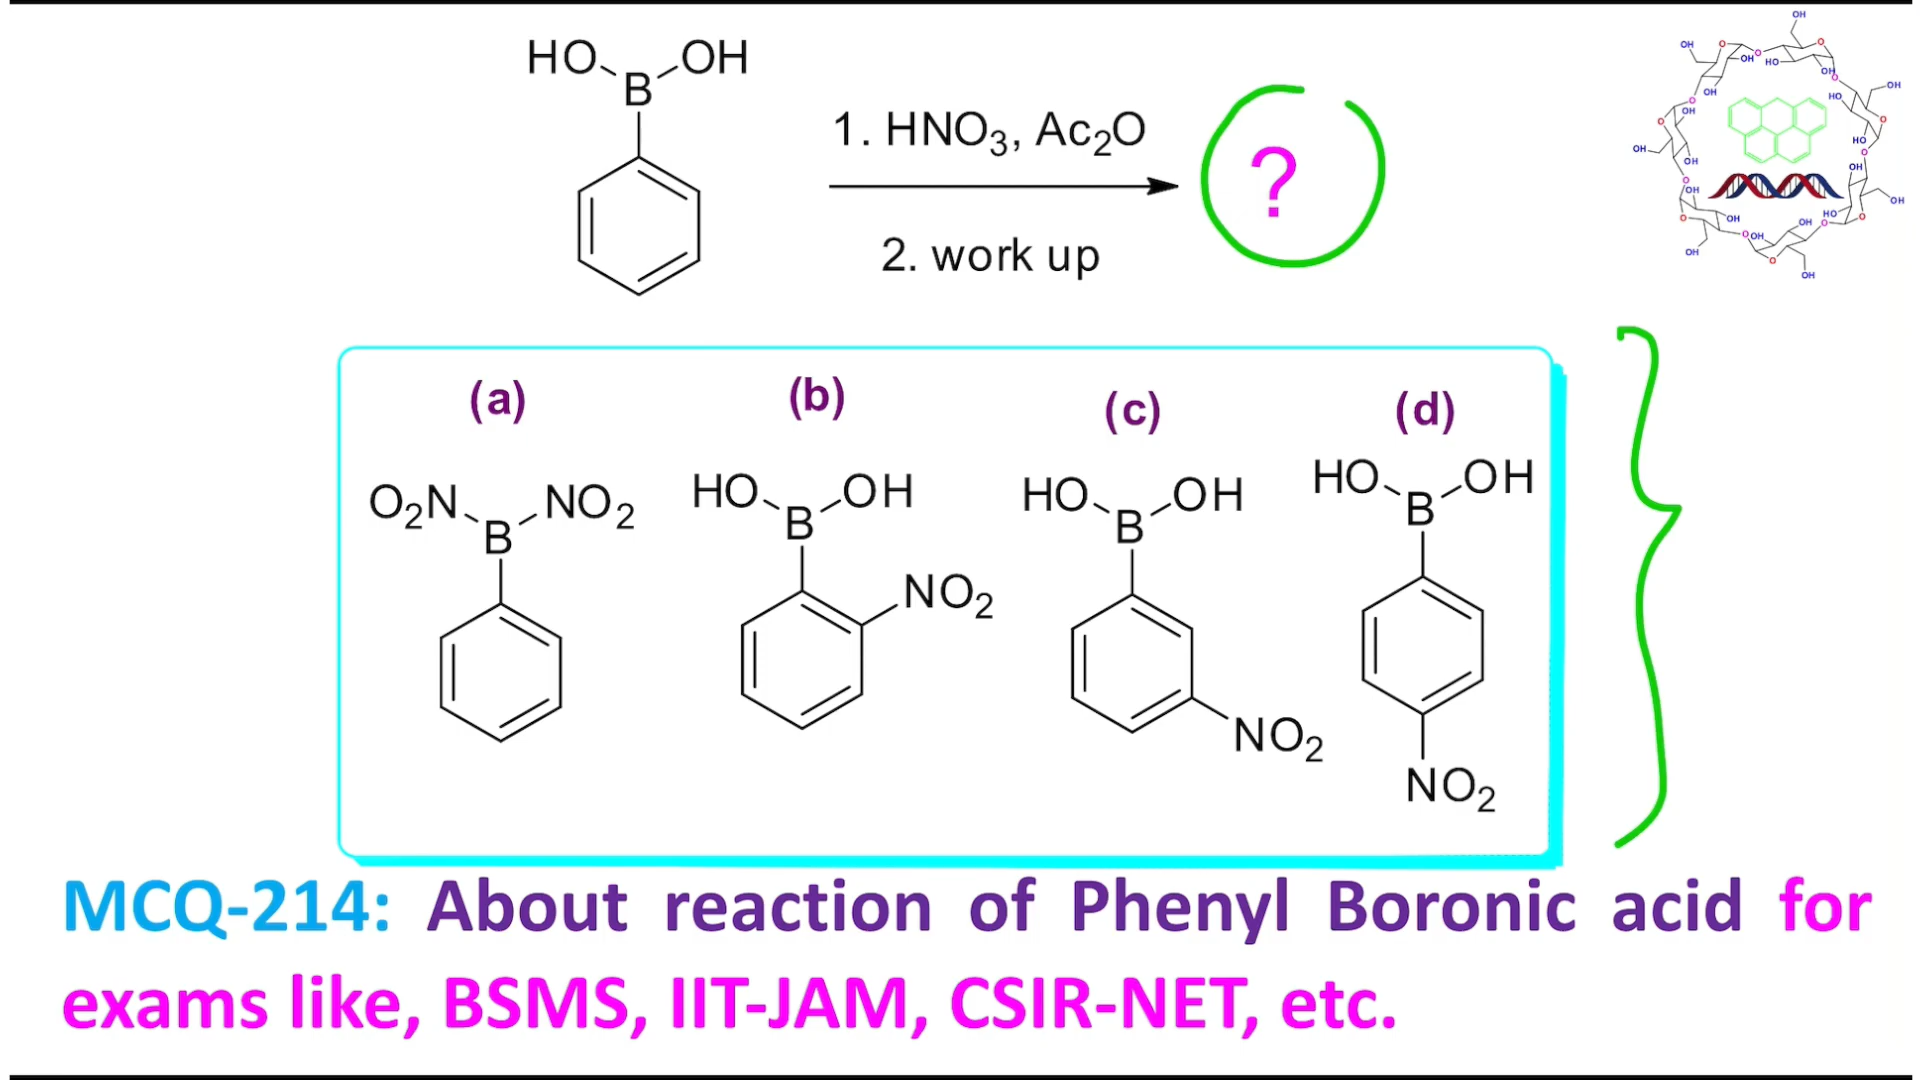 HO OH
B
1. HNO3, Ac2O
?
2. work up
(a) (b) (c) (d)
O2N NO2
B
HO OH
B
NO2
HO OH
B
NO2
HO OH
B
NO2
MCQ-214: About reaction of Phenyl Boronic acid for
exams like, BSMS, IIT-JAM, CSIR-NET, etc.